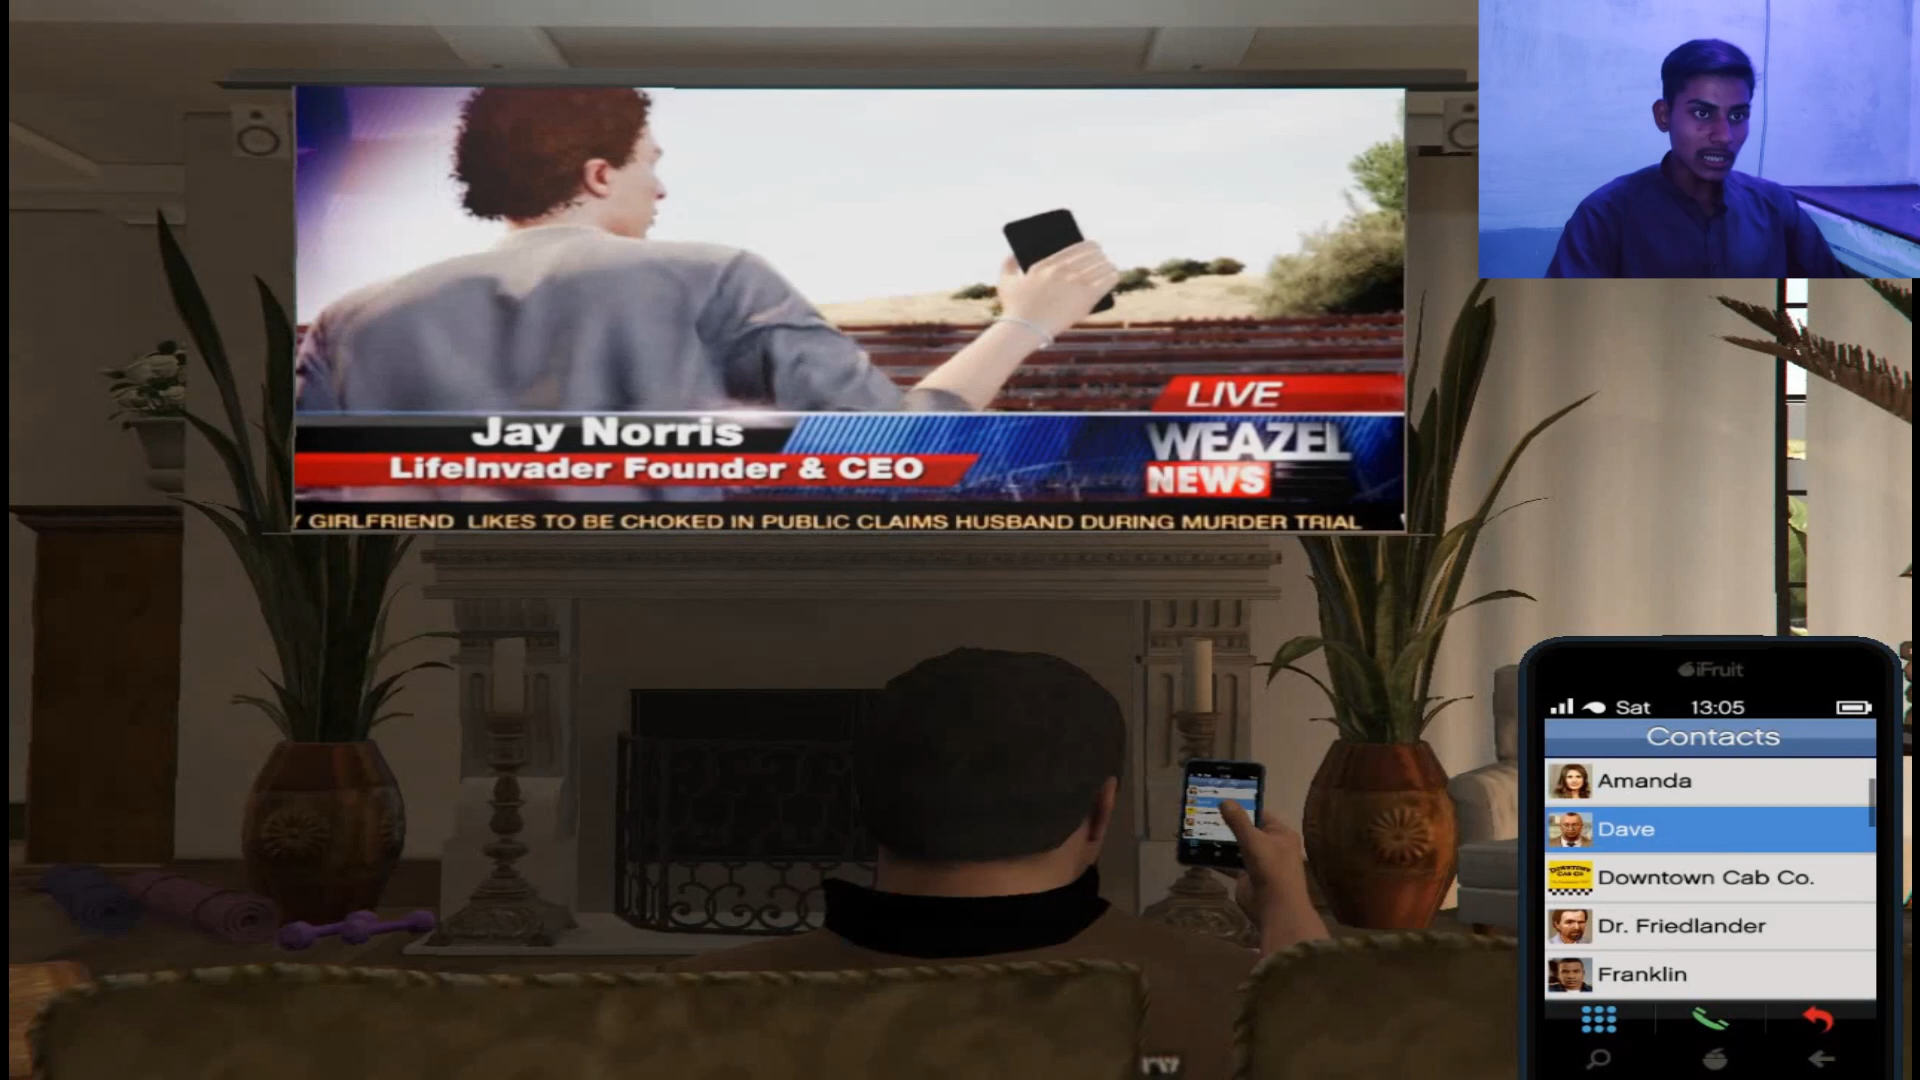 LIVE
Jay Norris
LifeInvader Founder & CEO
WEAZEL
NEWS
GIRLFRIEND LIKES TO BE CHOKED IN PUBLIC CLAIMS HUSBAND DURING MURDER TRIAL
iFruit
Sat 13:05
Contacts
Amanda
Dave
Downtown Cab Co.
Dr. Friedlander
Franklin